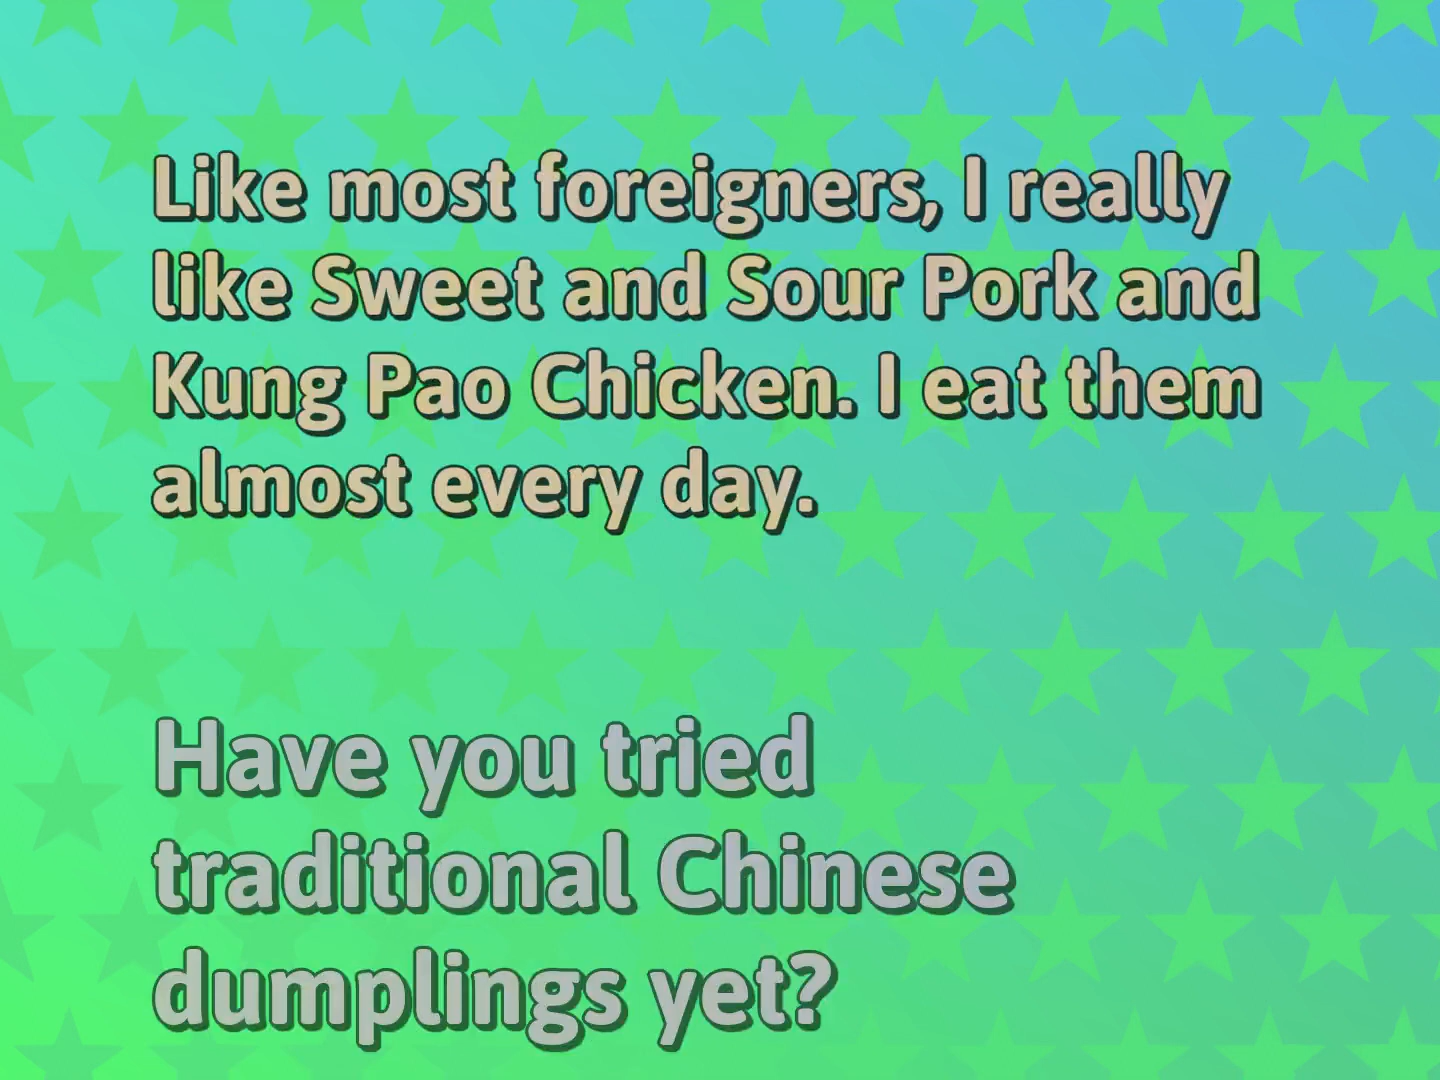 Like most foreigners, I really
like Sweet and Sour Pork and
Kung Pao Chicken. I eat them
almost every day.
Have you tried
traditional Chinese
dumplings yet?